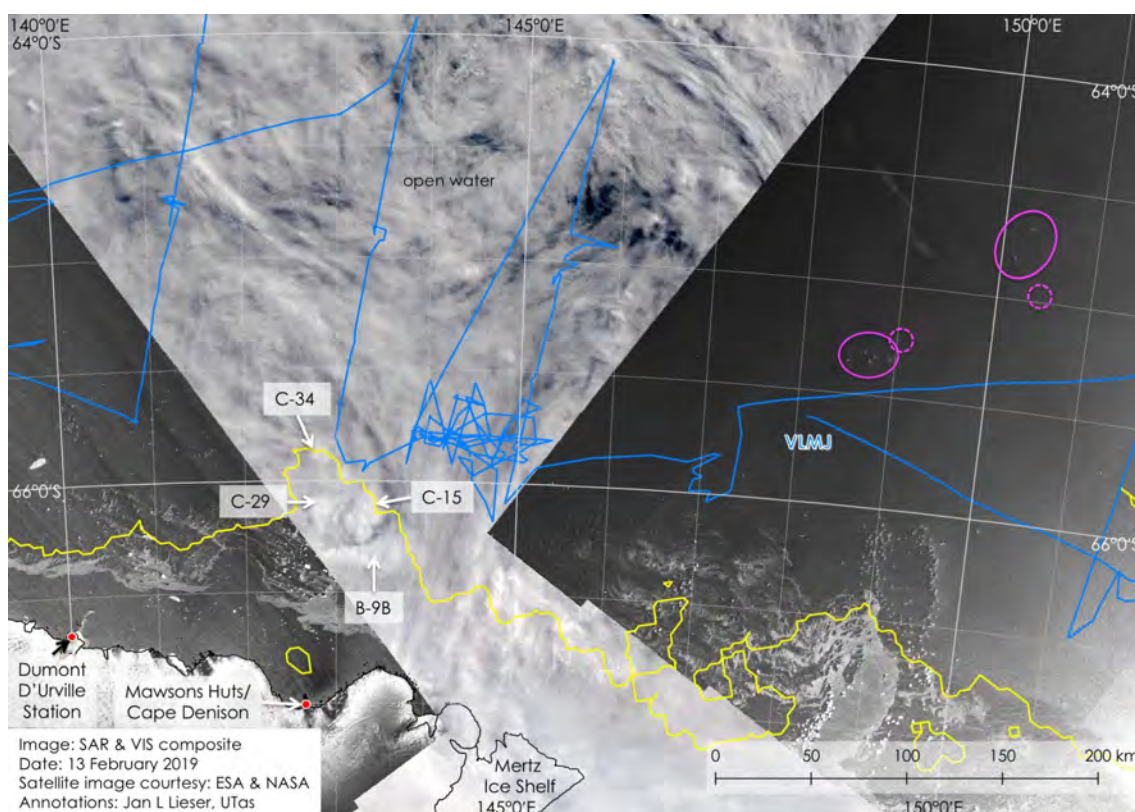 140°0'E
145°0'E
150°0'E
64°0'S
64°0'S
open water
C-34
VLMJ
66°0'S
C-29
C-15
66°0'S
B-9B
Dumont
D'Urville
Station
Mawsons Huts/
Cape Denison
Mertz
Ice Shelf
0 50 100 150 200 km
145°0'E
150°0'E
Image: SAR & VIS composite
Date: 13 February 2019
Satellite image courtesy: ESA & NASA
Annotations: Jan L Lieser, UTas